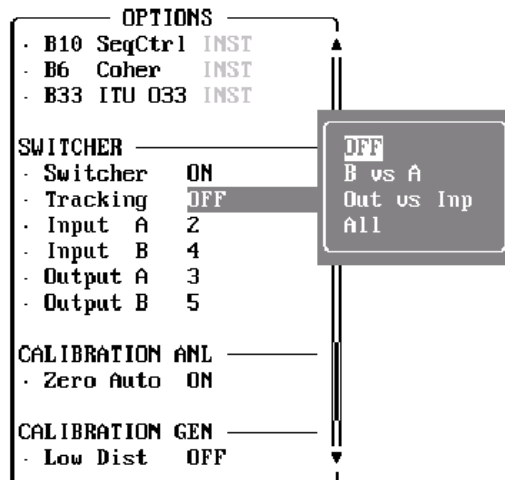 OPTIONS
· B10 SeqCtrl INST
· B6 Coher INST
· B33 ITU O33 INST
SWITCHER
· Switcher ON
· Tracking OFF
· Input A 2
· Input B 4
· Output A 3
· Output B 5
OFF
B vs A
Out vs Inp
All
CALIBRATION ANL
· Zero Auto ON
CALIBRATION GEN
· Low Dist OFF